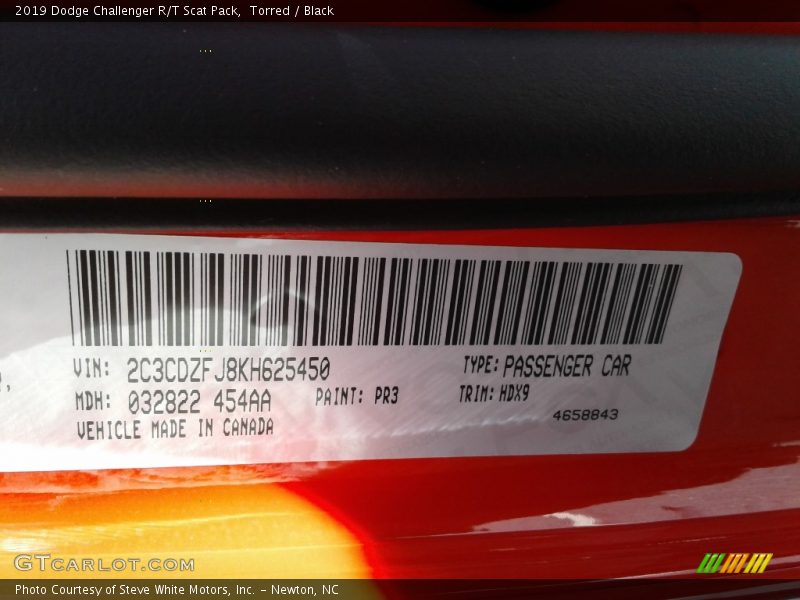 2019 Dodge Challenger R/T Scat Pack,  Torred / Black
VIN: 2C3CDZFJ8KH625450 TYPE: PASSENGER CAR
MDH: 032822 454AA PAINT: PR3 TRIM: HDX9
VEHICLE MADE IN CANADA 4658843
GTCARLOT.COM
Photo Courtesy of Steve White Motors, Inc. – Newton, NC